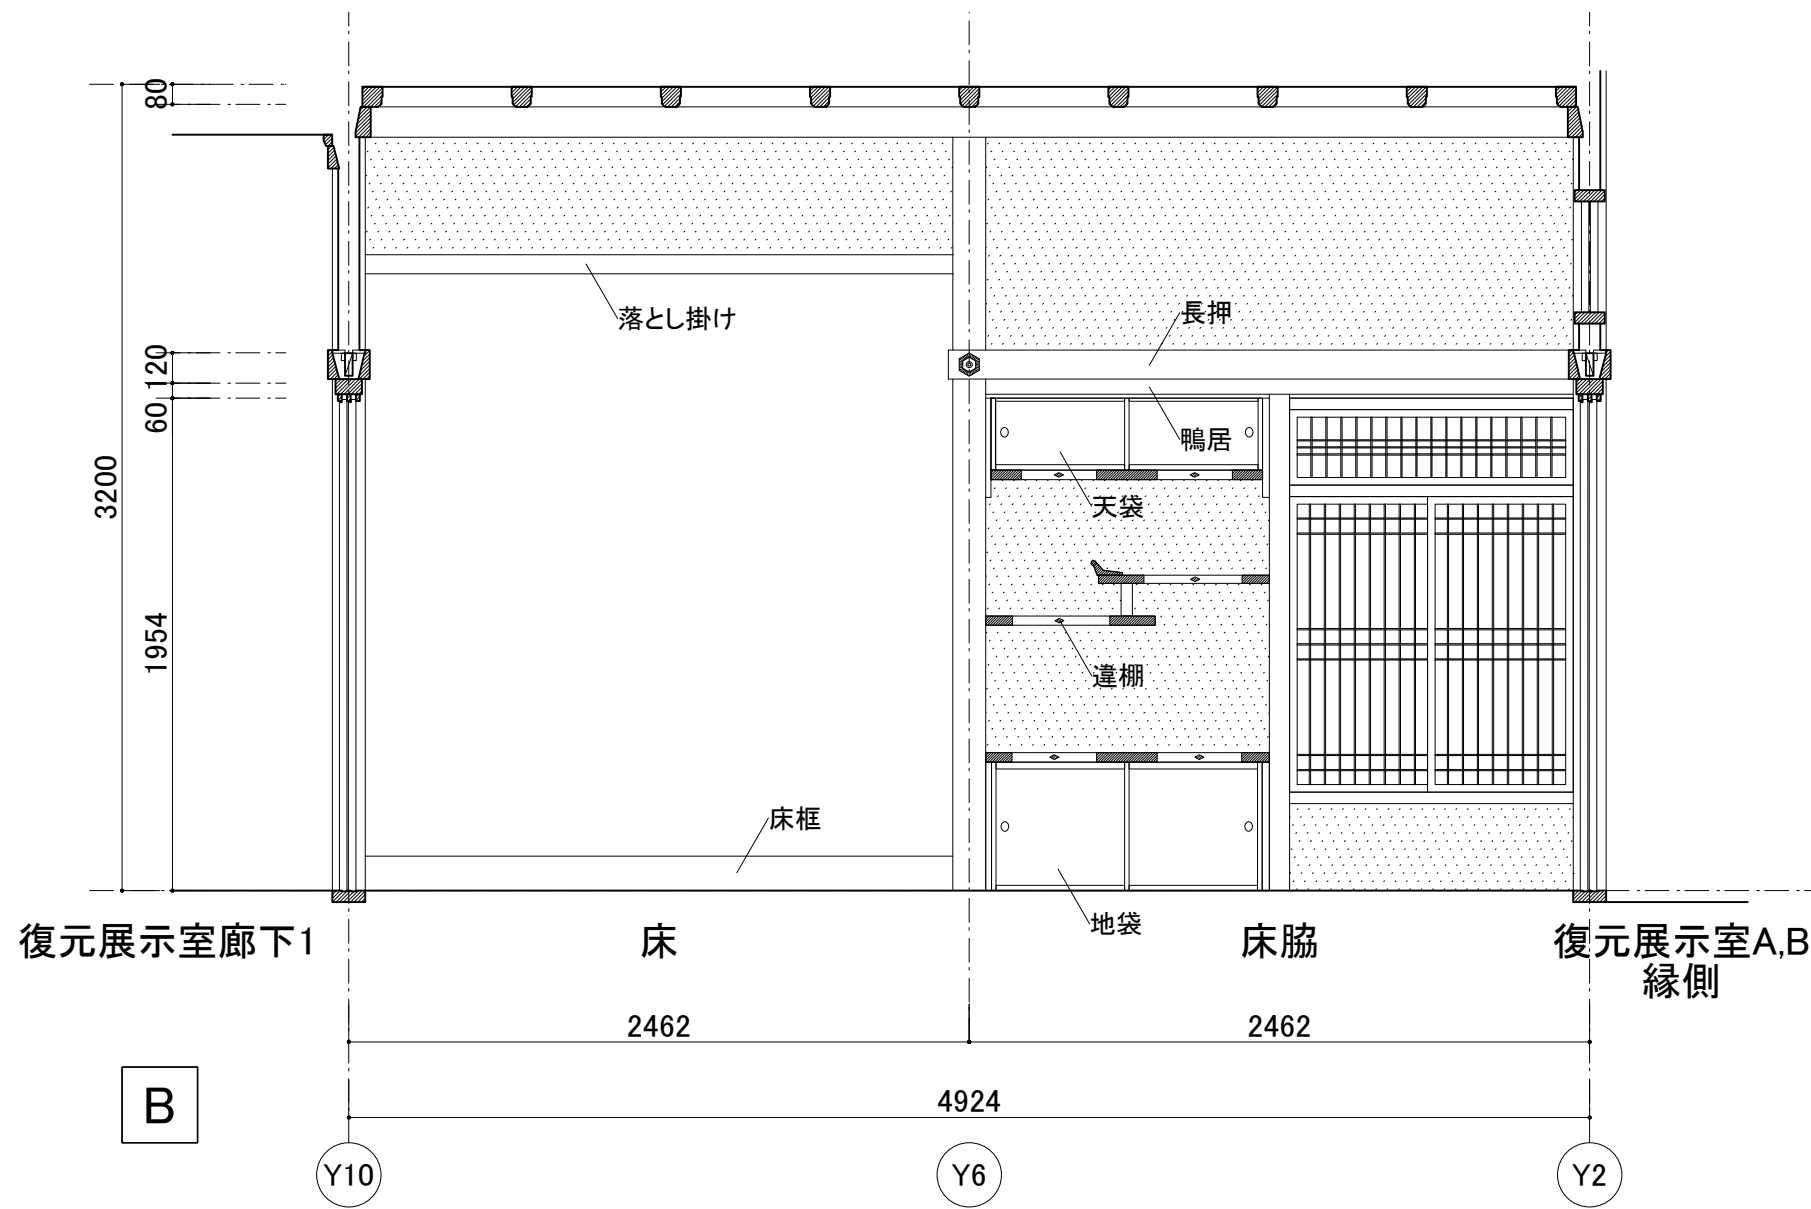 80
3200
120
60
1954
落とし掛け
長押
鴨居
天袋
違棚
床框
地袋
復元展示室廊下1
床
床脇
復元展示室A,B
縁側
2462
2462
4924
B
Y10
Y6
Y2